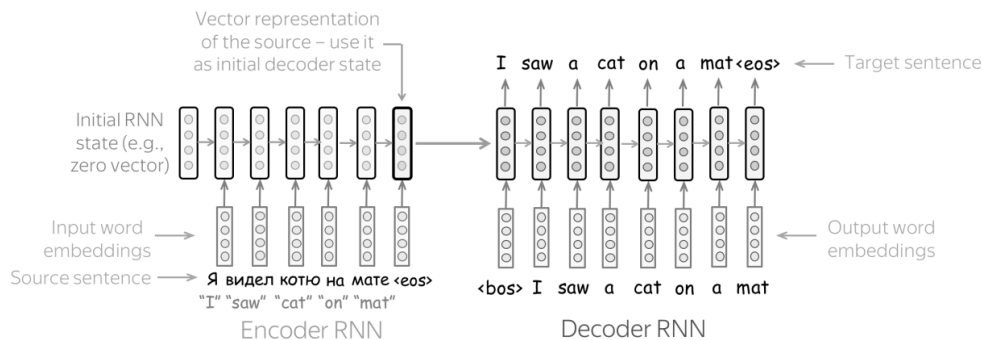 Vector representation
of the source – use it
as initial decoder state
I saw a cat on a mat <eos>
Target sentence
Initial RNN
state (e.g.,
zero vector)
Input word
embeddings
Output word
embeddings
Source sentence
Я видел котю на мате <eos>
"I" "saw" "cat" "on" "mat"
<bos> I saw a cat on a mat
Encoder RNN
Decoder RNN